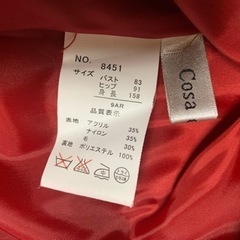 NO. 8451
サイズ バスト 83
ヒップ 91
身長 158
9AR
品質表示
表地 アクリル 35%
ナイロン 35%
毛 30%
裏地 ポリエステル 100%
Cosa